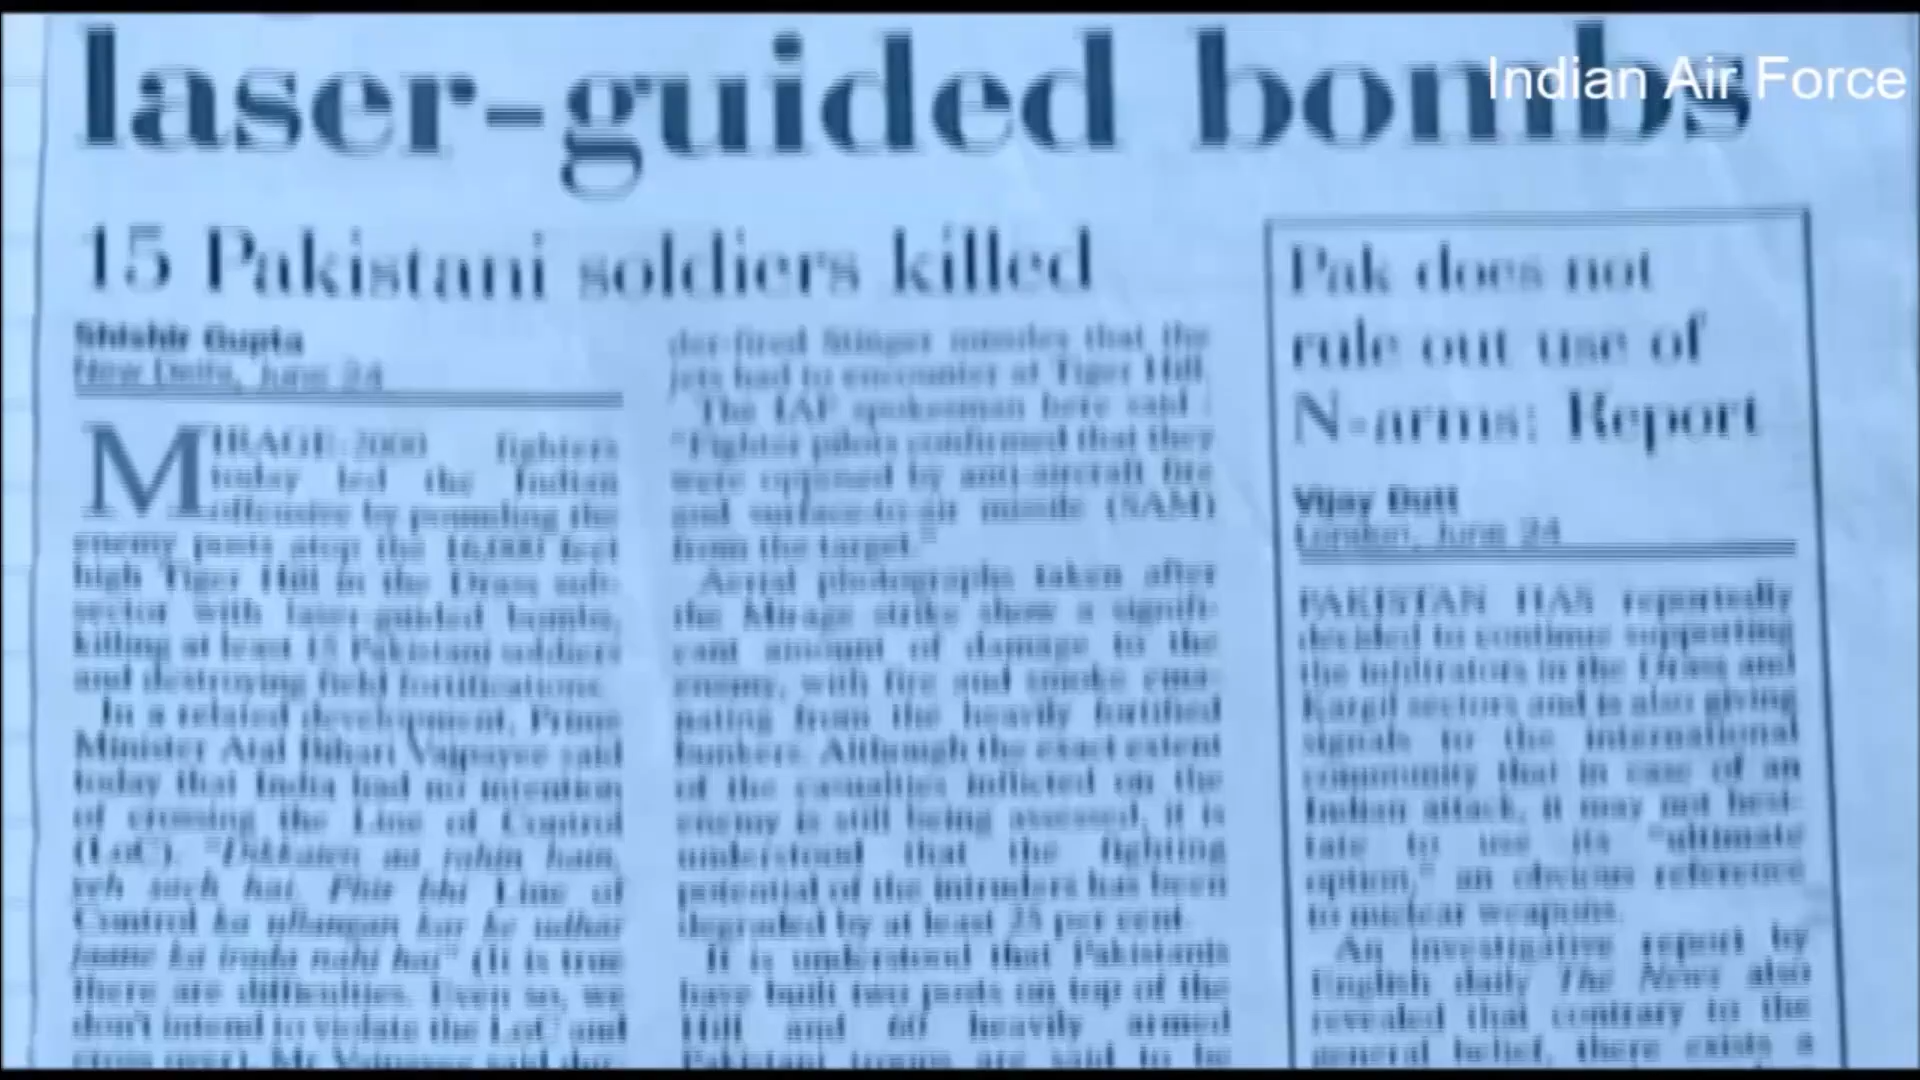 laser-guided bombs
Indian Air Force
15 Pakistani soldiers killed
Shishir Gupta
New Delhi, June 24
MIRAGE-2000 fighters
today led the Indian
offensive by pounding the
enemy posts atop the 16,000 feet
high Tiger Hill in the Drass sub-
sector with laser-guided bombs,
killing at least 15 Pakistani soldiers
and destroying field fortifications.
In a related development, Prime
Minister Atal Bihari Vajpayee said
today that India had no intention
of crossing the Line of Control
(LoC). "Dikkaten aa rahin hain,
yeh sach hai. Phir bhi Line of
Control ka ullangan kar ke udhar
jaane ka irada nahi hai" (It is true
there are difficulties. Even so, we
don't intend to violate the LoC and
cross over), Mr Vajpayee said dur-
der-fired Stinger missiles that the
jets had to encounter at Tiger Hill.
The IAF spokesman here said :
"Fighter pilots confirmed that they
were opposed by anti-aircraft fire
and surface-to-air missile (SAM)
from the target."
Aerial photographs taken after
the Mirage strike show a signifi-
cant amount of damage to the
enemy, with fire and smoke ema-
nating from the heavily fortified
bunkers. Although the exact extent
of the casualties inflicted on the
enemy is still being assessed, it is
understood that the fighting
potential of the intruders has been
degraded by at least 25 per cent.
It is understood that Pakistanis
have built two posts on top of the
Hill and 60 heavily armed
Pakistani troops are said to be
Pak does not
rule out use of
N-arms: Report
Vijay Dutt
London, June 24
PAKISTAN HAS reportedly
decided to continue supporting
the infiltrators in the Drass and
Kargil sectors and is also giving
signals to the international
community that in case of an
Indian attack, it may not hesi-
tate to use its "ultimate
option," an obvious reference
to nuclear weapons.
An investigative report by
English daily The News also
revealed that contrary to the
general belief, there exists a